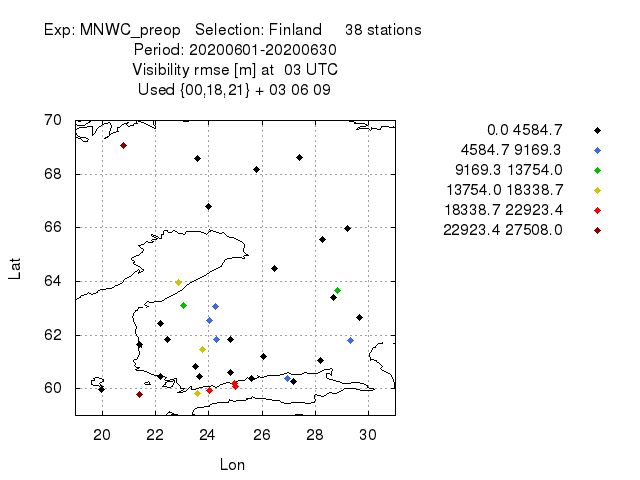 Exp: MNWC_preop Selection: Finland 38 stations
Period: 20200601-20200630
Visibility rmse [m] at 03 UTC
Used {00,18,21} + 03 06 09
0.0 4584.7
4584.7 9169.3
9169.3 13754.0
13754.0 18338.7
18338.7 22923.4
22923.4 27508.0
70
68
66
64
62
60
Lat
20 22 24 26 28 30
Lon